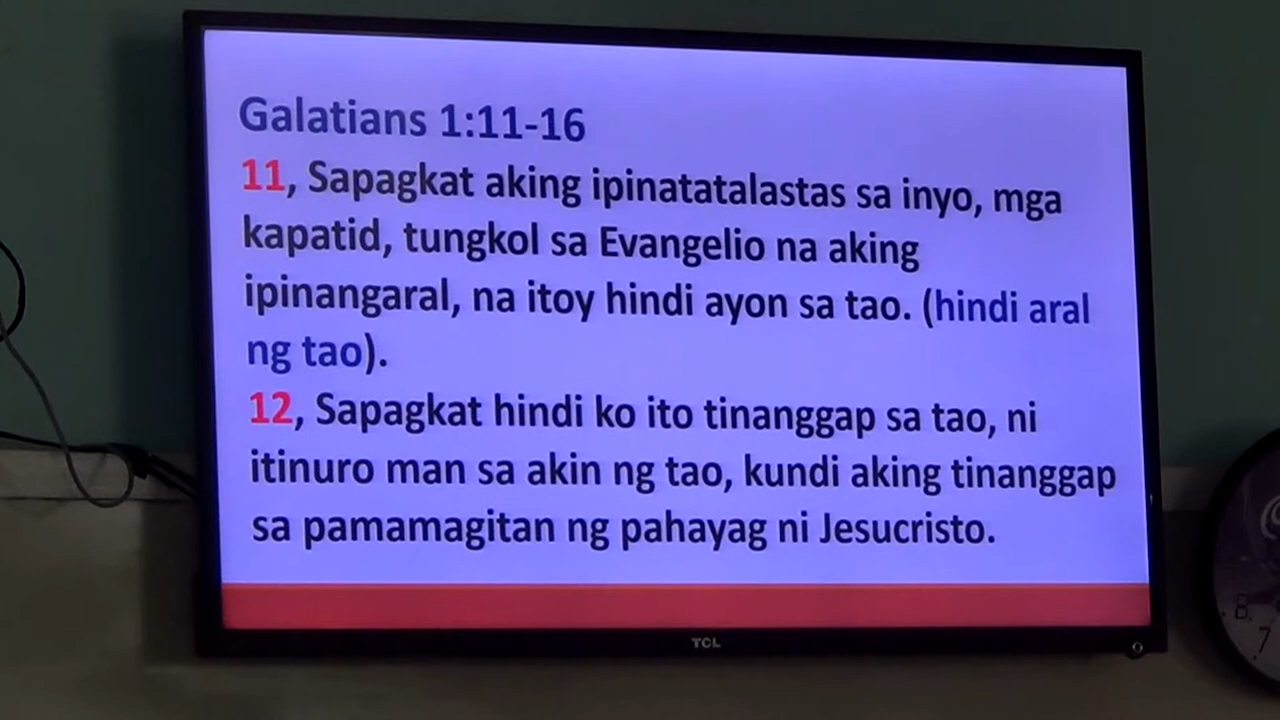 Galatians 1:11-16
11, Sapagkat aking ipinatatalastas sa inyo, mga
kapatid, tungkol sa Evangelio na aking
ipinangaral, na itoy hindi ayon sa tao. (hindi aral
ng tao).
12, Sapagkat hindi ko ito tinanggap sa tao, ni
itinuro man sa akin ng tao, kundi aking tinanggap
sa pamamagitan ng pahayag ni Jesucristo.
TCL
8
7